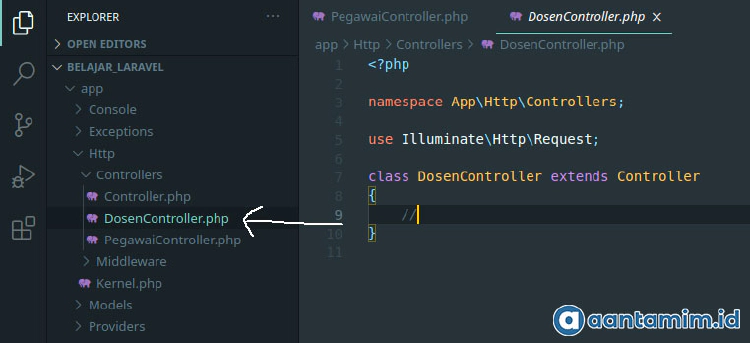 EXPLORER
OPEN EDITORS
BELAJAR_LARAVEL
app
Console
Exceptions
Http
Controllers
Controller.php
DosenController.php
PegawaiController.php
Middleware
Kernel.php
Models
Providers
PegawaiController.php
DosenController.php
app > Http > Controllers > DosenController.php
1 <?php
2
3 namespace App\Http\Controllers;
4
5 use Illuminate\Http\Request;
6
7 class DosenController extends Controller
8 {
9 //
10 }
11
aantamim.id